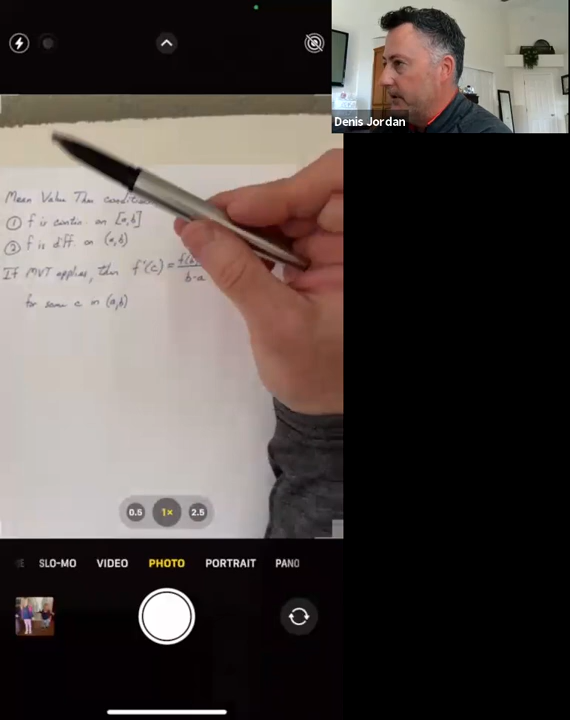 Denis Jordan
Mean Value Thm
① f is contin. on [a,b]
② f is diff. on (a,b)
If MVT applies, then f'(c) = f(b)
b-a
for some c in (a,b)
0.5 1× 2.5
SLO-MO VIDEO PHOTO PORTRAIT PANO